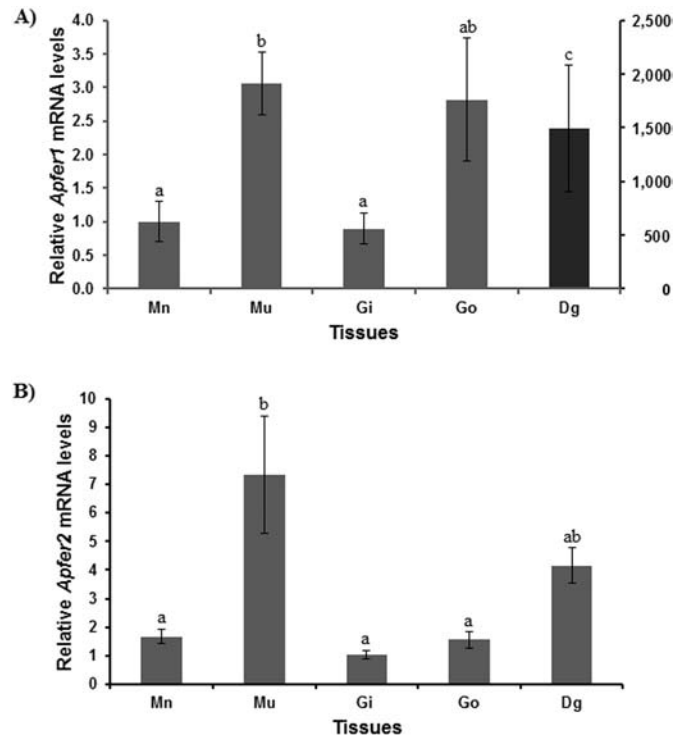 A)
Relative Apfer1 mRNA levels
4.0
3.5
3.0
2.5
2.0
1.5
1.0
0.5
0.0
a
b
a
ab
c
2,500
2,000
1,500
1,000
500
0
Mn Mu Gi Go Dg
Tissues
B)
Relative Apfer2 mRNA levels
10
9
8
7
6
5
4
3
2
1
0
a
b
a
a
ab
Mn Mu Gi Go Dg
Tissues